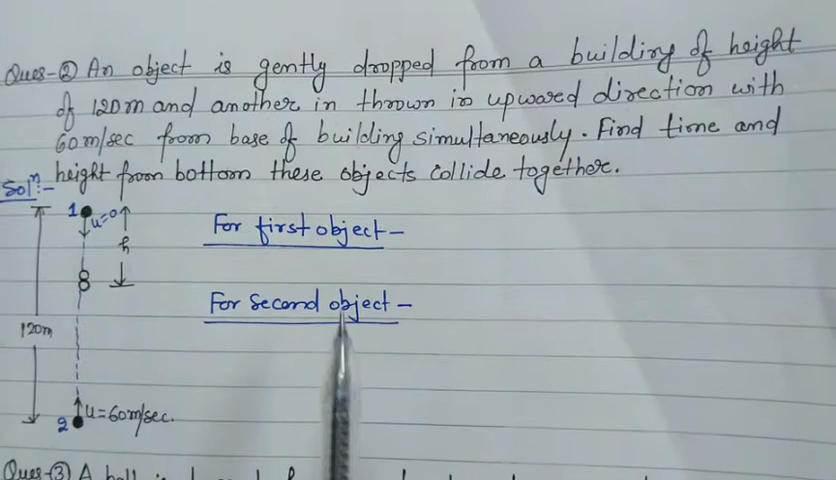 Ques-② An object is gently dropped from a building of height
of 120m and another in thrown in upward direction with
60m/sec from base of building simultaneously. Find time and
height from bottom these objects collide together.
Solⁿ:-
1 u=0
For first object-
h
For Second object-
120m
2 u=60m/sec.
Ques-③ A ball is